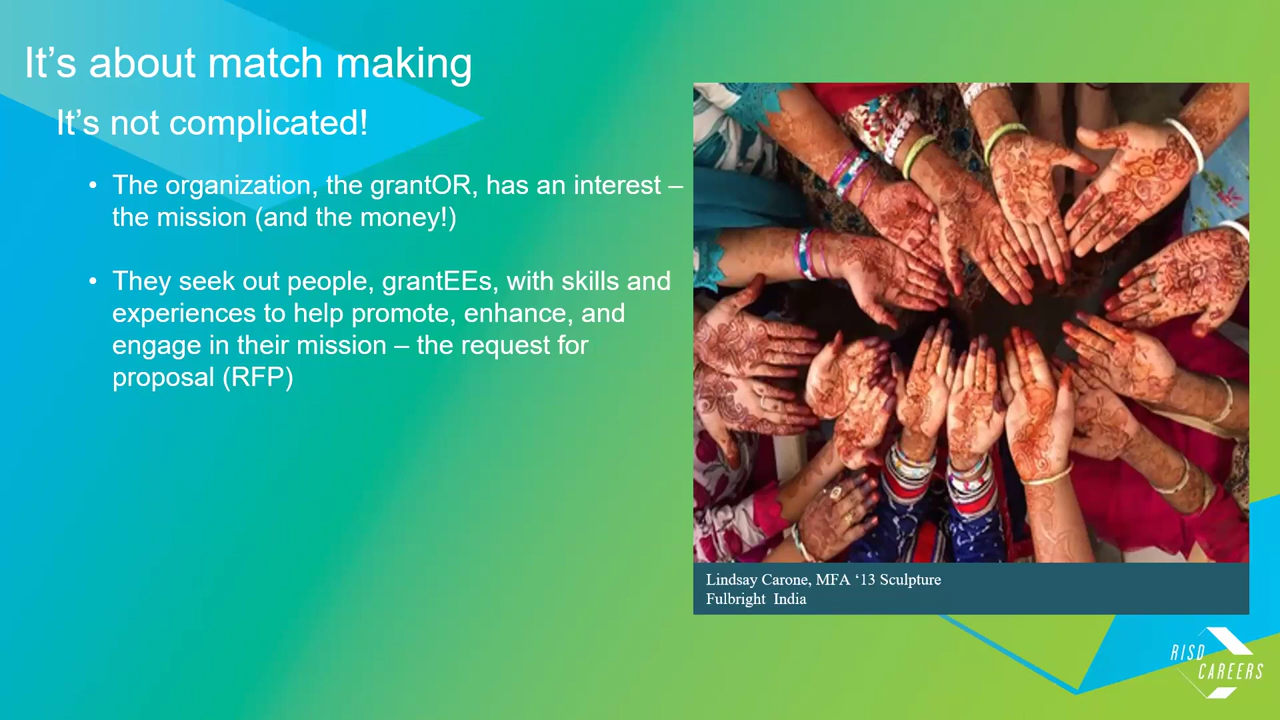 It’s about match making
It’s not complicated!
• The organization, the grantOR, has an interest –
the mission (and the money!)
• They seek out people, grantEEs, with skills and
experiences to help promote, enhance, and
engage in their mission – the request for
proposal (RFP)
Lindsay Carone, MFA ‘13 Sculpture
Fulbright India
RISD
CAREERS